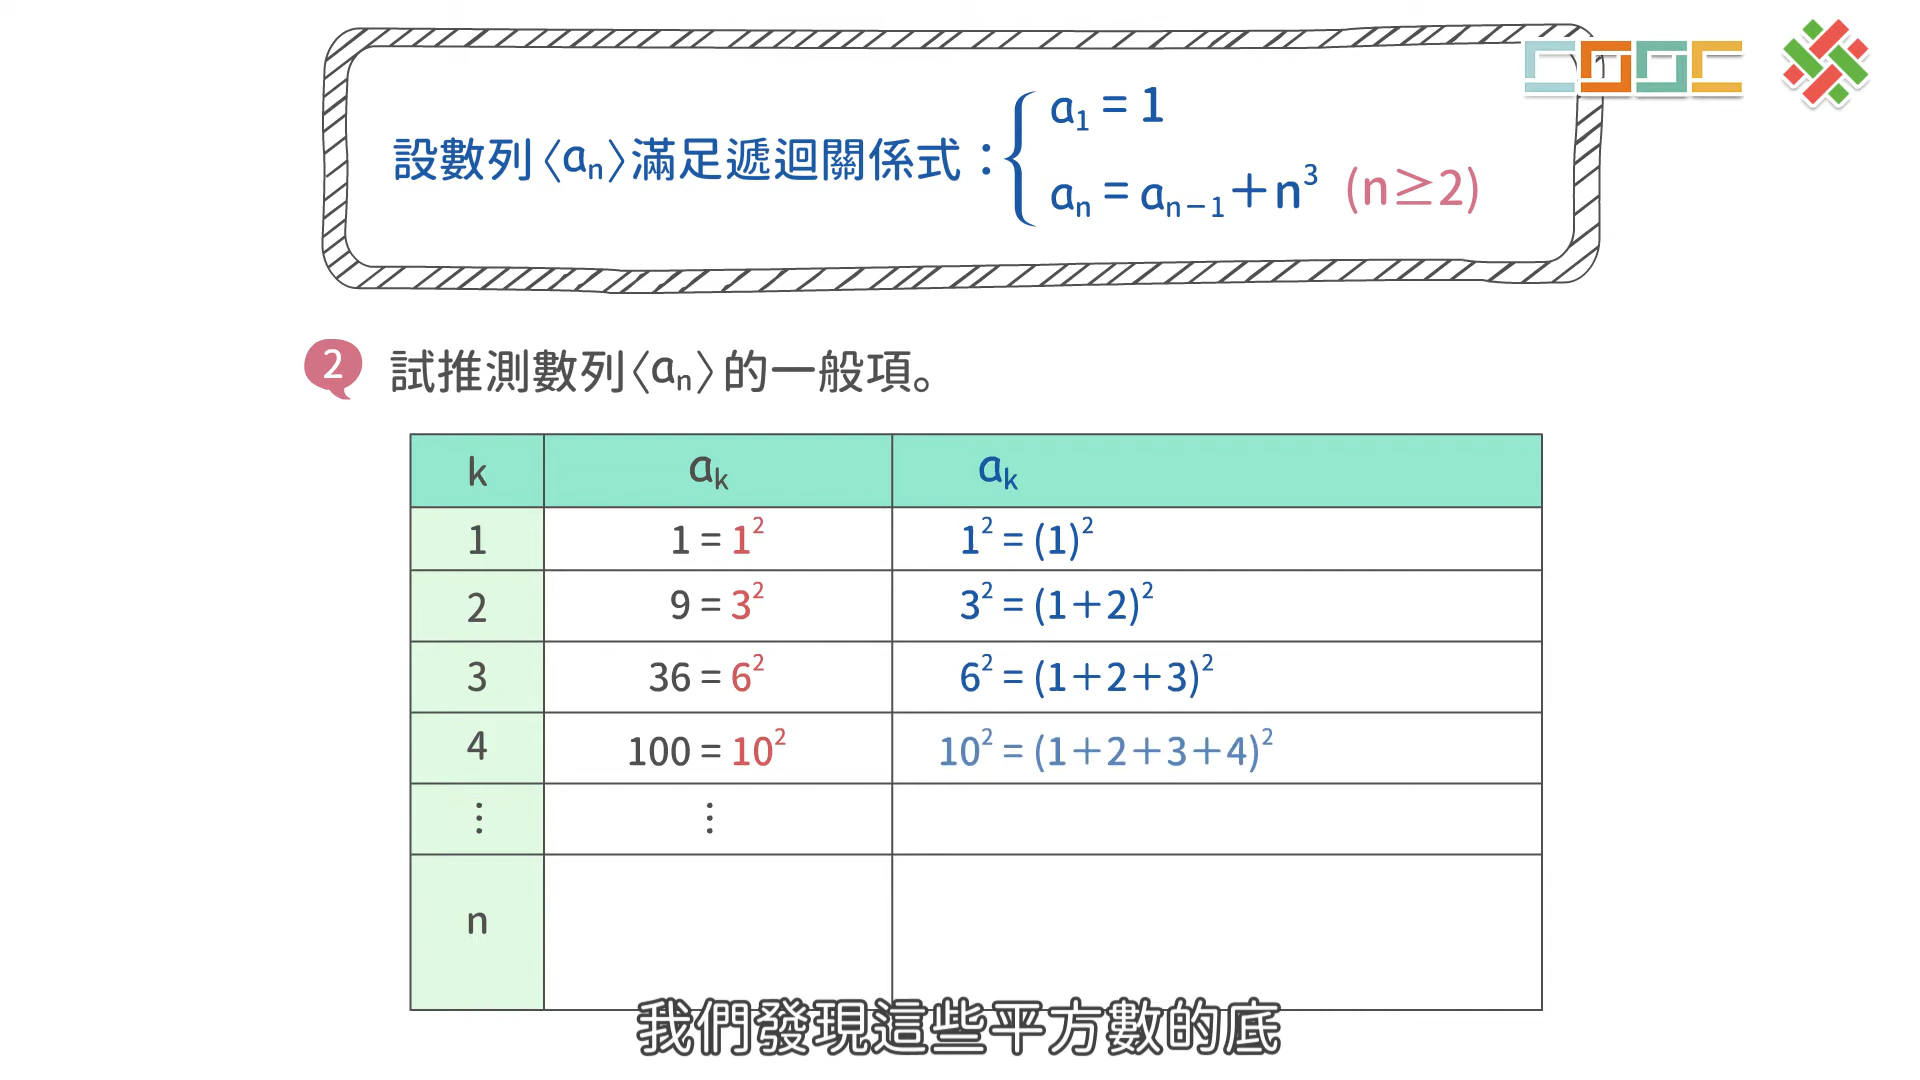 設數列⟨aₙ⟩滿足遞迴關係式：
a₁ = 1
aₙ = aₙ₋₁＋n³ (n≥2)
2 試推測數列⟨aₙ⟩的一般項。
k aₖ aₖ
1 1 = 1² 1² = (1)²
2 9 = 3² 3² = (1＋2)²
3 36 = 6² 6² = (1＋2＋3)²
4 100 = 10² 10² = (1＋2＋3＋4)²
⋮ ⋮
n
我們發現這些平方數的底